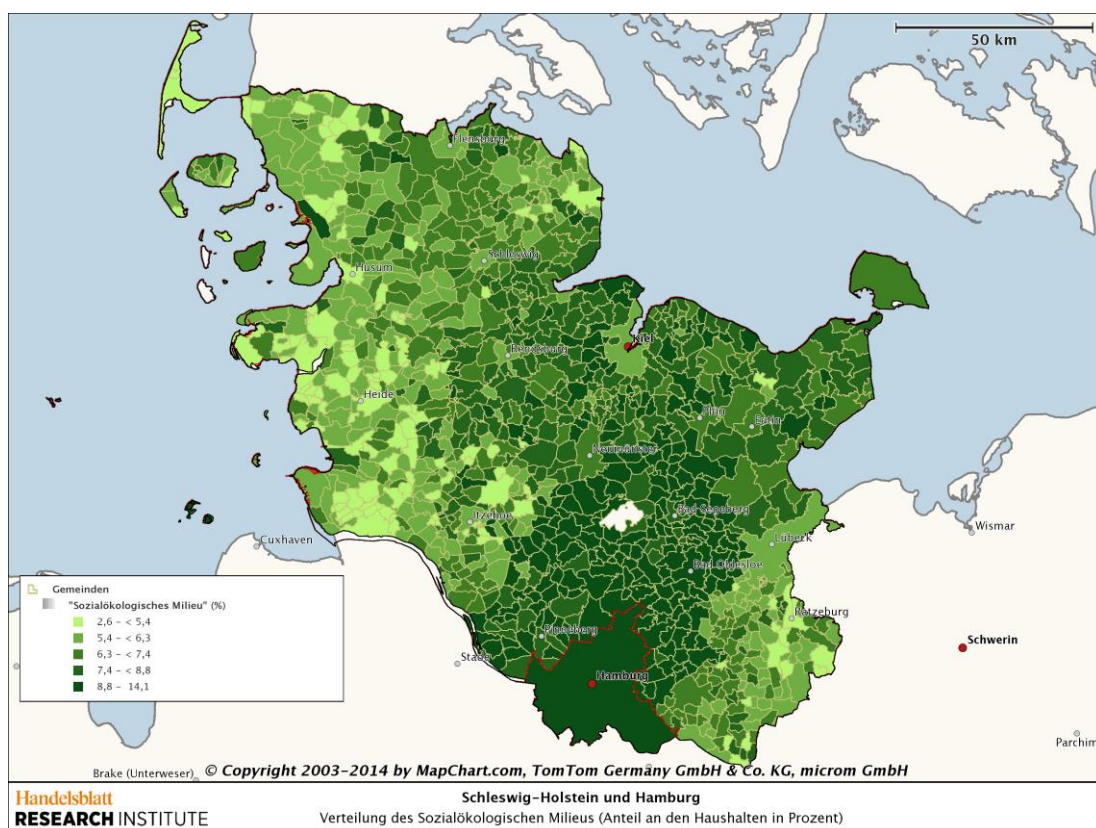 50 km
Flensburg
Schleswig
Husum
Kiel
Rendsburg
Heide
Plön
Eutin
Neumünster
Itzehoe
Bad Segeberg
Wismar
Cuxhaven
Lübeck
Bad Oldesloe
Gemeinden
"Sozialökologisches Milieu" (%)
2,6 - < 5,4
5,4 - < 6,3
6,3 - < 7,4
7,4 - < 8,8
8,8 - 14,1
Ratzeburg
Pinneberg
Schwerin
Stade
Hamburg
Parchim
Brake (Unterweser)
© Copyright 2003-2014 by MapChart.com, TomTom Germany GmbH & Co. KG, microm GmbH
Handelsblatt
RESEARCH INSTITUTE
Schleswig-Holstein und Hamburg
Verteilung des Sozialökologischen Milieus (Anteil an den Haushalten in Prozent)